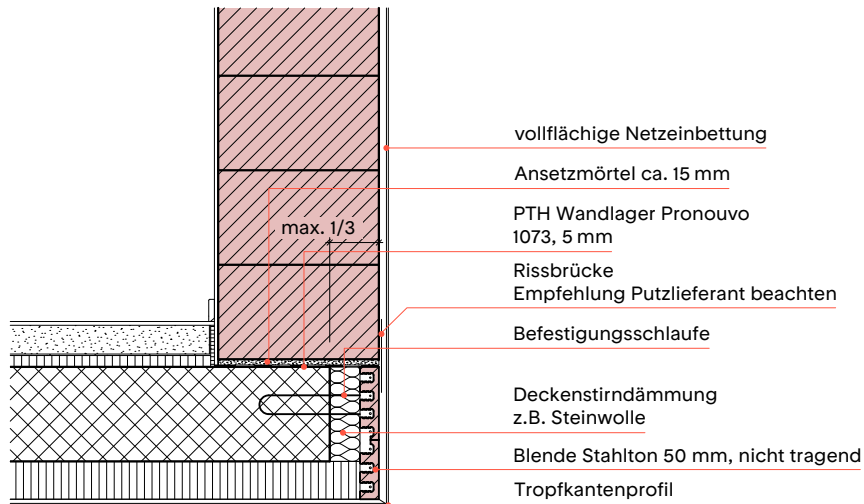 vollflächige Netzeinbettung
Ansetzmörtel ca. 15 mm
max. 1/3
PTH Wandlager Pronouvo
1073, 5 mm
Rissbrücke
Empfehlung Putzlieferant beachten
Befestigungsschlaufe
Deckenstirndämmung
z.B. Steinwolle
Blende Stahlton 50 mm, nicht tragend
Tropfkantenprofil